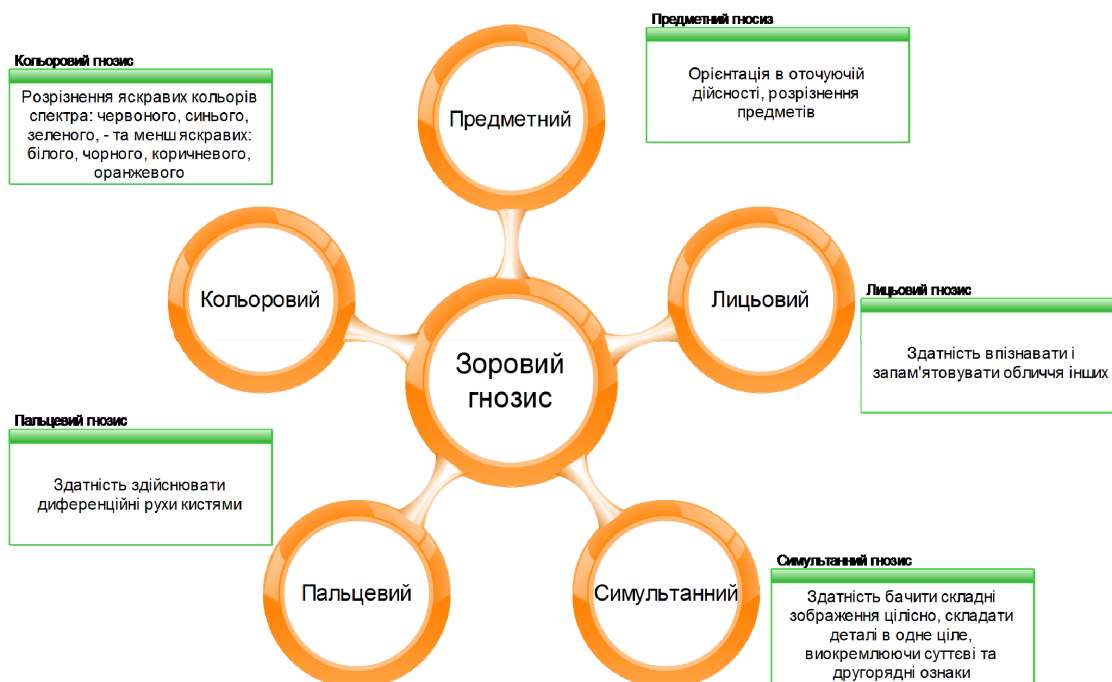 Предметний гносиз
Орієнтація в оточуючій
дійсності, розрізнення
предметів
Кольоровий гнозис
Розрізнення яскравих кольорів
спектра: червоного, синього,
зеленого, - та менш яскравих:
білого, чорного, коричневого,
оранжевого
Предметний
Кольоровий
Лицьовий
Лицьовий гнозис
Здатність впізнавати і
запам'ятовувати обличчя інших
Зоровий
гнозис
Пальцевий гнозис
Здатність здійснювати
диференційні рухи кистями
Пальцевий
Симультанний
Симультанний гнозис
Здатність бачити складні
зображення цілісно, складати
деталі в одне ціле,
виокремлюючи суттєві та
другорядні ознаки